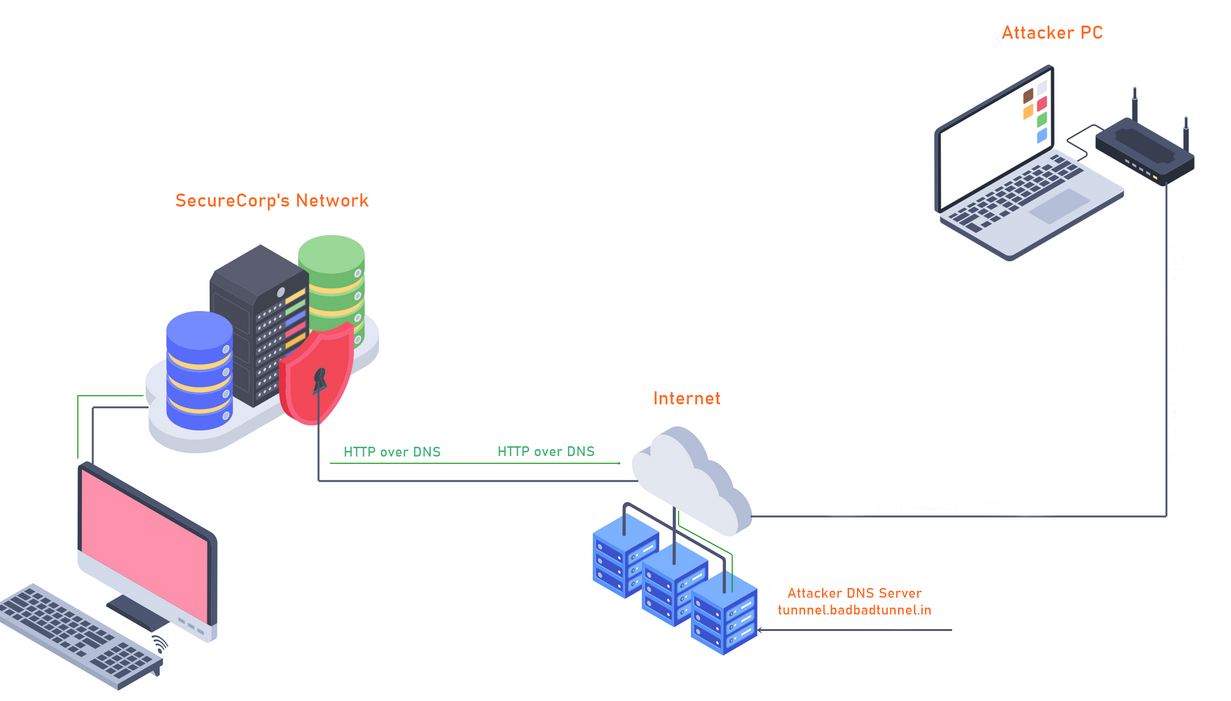 Attacker PC
SecureCorp's Network
Internet
HTTP over DNS
HTTP over DNS
Attacker DNS Server
tunnnel.badbadtunnel.in